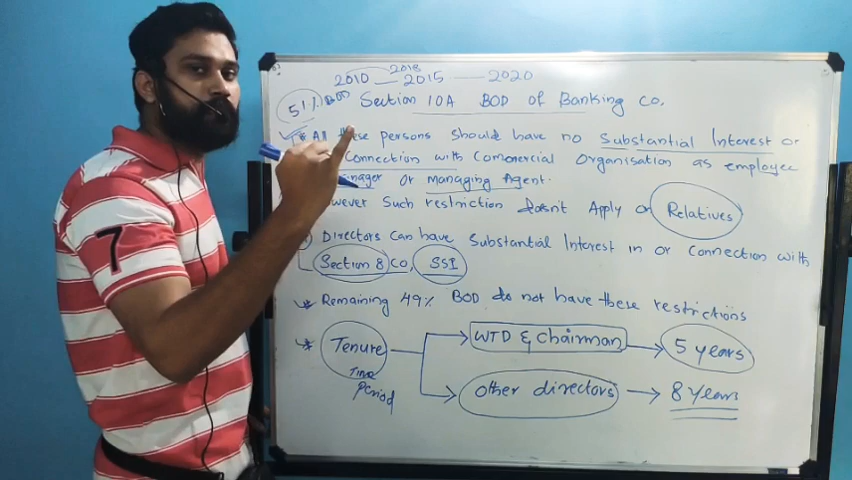 2018
2010 — 2015 — 2020
51% BOD Section 10A BOD of Banking Co.
All these persons should have no Substantial Interest or
Connection with Commercial Organisation as employee
or managing Agent.
such restriction doesn't Apply on Relatives
Directors Can have Substantial Interest in or Connection with
Section 8 Co, SSI
* Remaining 49% BOD do not have these restrictions
* Tenure → WTD & Chairman → 5 years
Time Period
Other directors → 8 Years
7